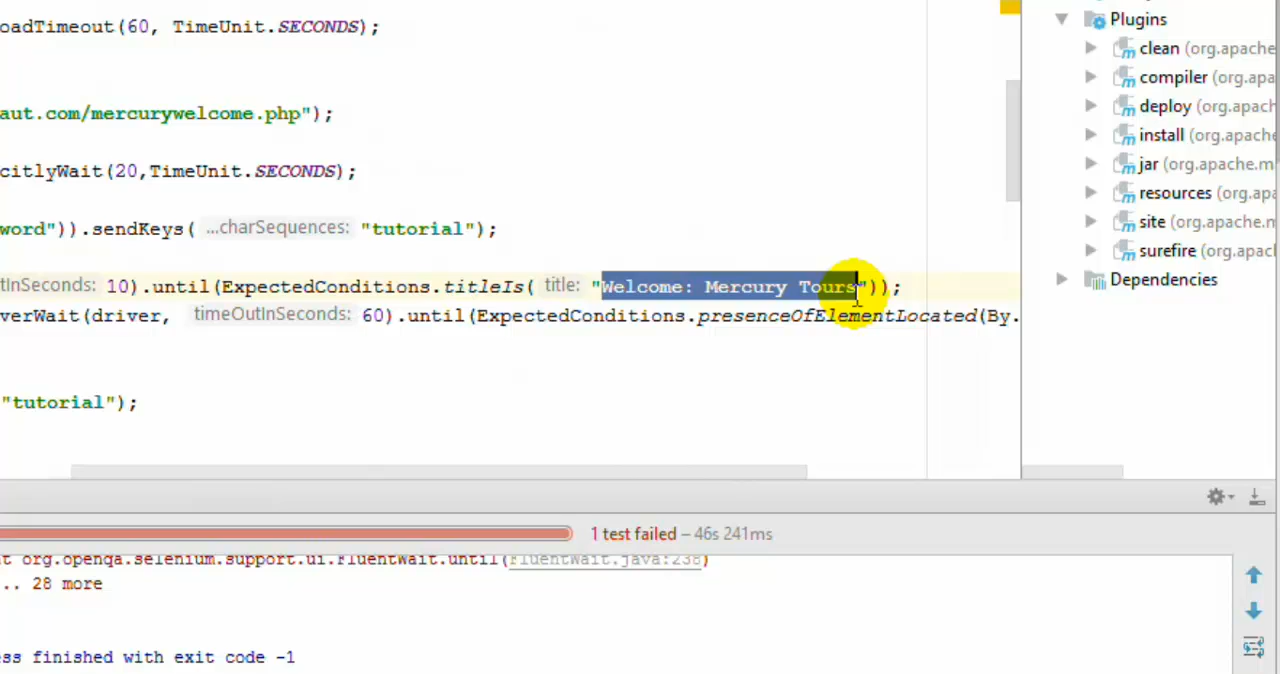 oadTimeout(60, TimeUnit.SECONDS);
aut.com/mercurywelcome.php");
citlyWait(20,TimeUnit.SECONDS);
word")).sendKeys( ...charSequences: "tutorial");
tInSeconds: 10).until(ExpectedConditions.titleIs( title: "Welcome: Mercury Tours"));
verWait(driver, timeOutInSeconds: 60).until(ExpectedConditions.presenceOfElementLocated(By.
"tutorial");
Plugins
clean (org.apache
compiler (org.apa
deploy (org.apach
install (org.apache
jar (org.apache.m
resources (org.apa
site (org.apache.m
surefire (org.apac
Dependencies
1 test failed – 46s 241ms
t org.openqa.selenium.support.ui.FluentWait.until(FluentWait.java:238)
.. 28 more
ess finished with exit code -1